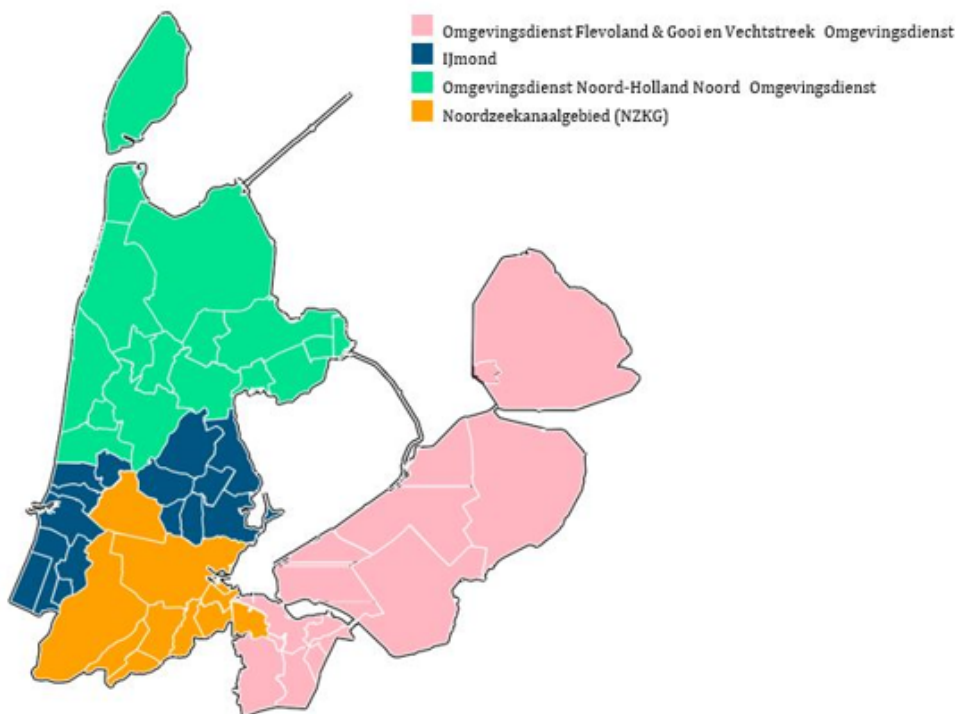 Omgevingsdienst Flevoland & Gooi en Vechtstreek Omgevingsdienst
IJmond
Omgevingsdienst Noord-Holland Noord Omgevingsdienst
Noordzeekanaalgebied (NZKG)